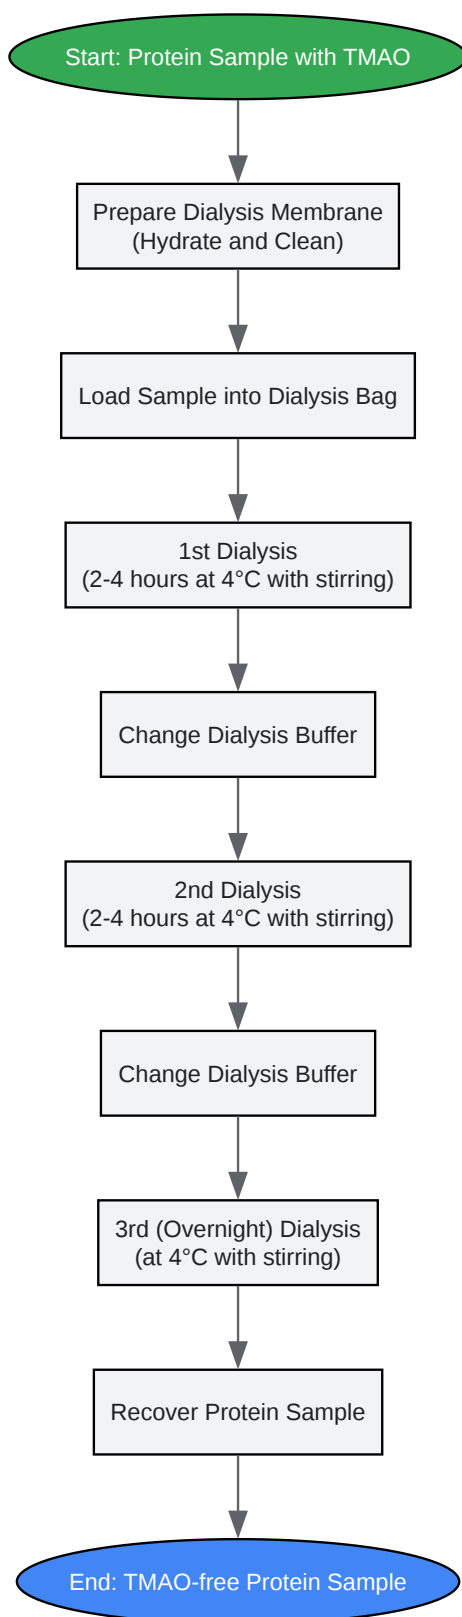 Start: Protein Sample with TMAO
Prepare Dialysis Membrane
(Hydrate and Clean)
Load Sample into Dialysis Bag
1st Dialysis
(2-4 hours at 4°C with stirring)
Change Dialysis Buffer
2nd Dialysis
(2-4 hours at 4°C with stirring)
Change Dialysis Buffer
3rd (Overnight) Dialysis
(at 4°C with stirring)
Recover Protein Sample
End: TMAO-free Protein Sample